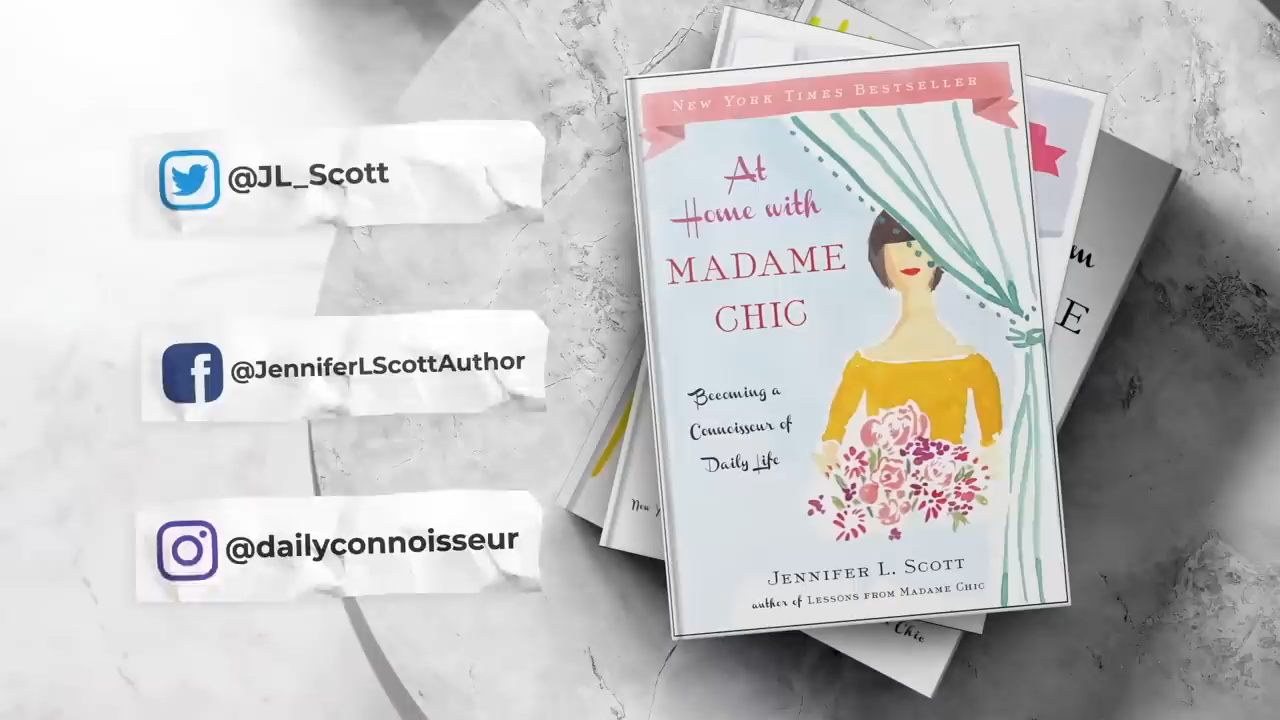 @JL_Scott
@JenniferLScottAuthor
@dailyconnoisseur
NEW YORK TIMES BESTSELLER
At
Home with
MADAME
CHIC
Becoming a
Connoisseur of
Daily Life
JENNIFER L. SCOTT
author of LESSONS FROM MADAME CHIC
E
Chic